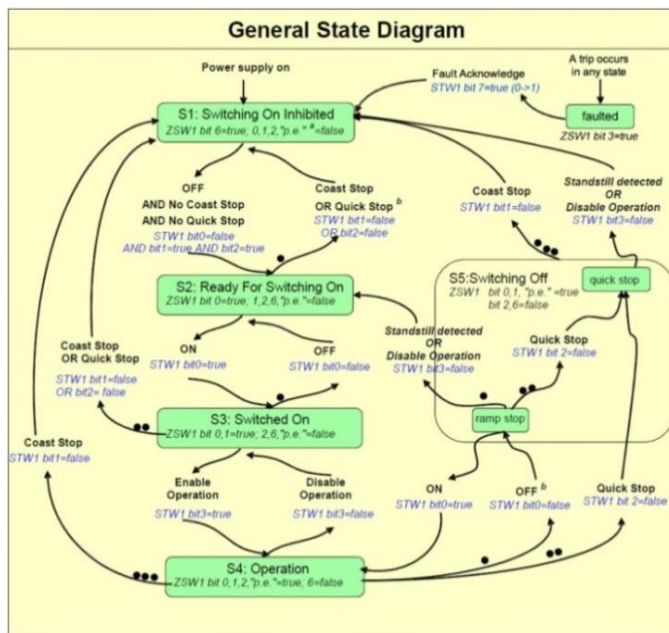 General State Diagram
Power supply on
Fault Acknowledge
STW1 bit 7=true (0->1)
A trip occurs
in any state
S1: Switching On Inhibited
ZSW1 bit 6=true; 0,1,2,"p.e." a=false
faulted
ZSW1 bit 3=true
OFF
AND No Coast Stop
AND No Quick Stop
STW1 bit0=false
AND bit1=true AND bit2=true
Coast Stop
OR Quick Stop b
STW1 bit1=false
OR bit2=false
Coast Stop
STW1 bit1=false
Standstill detected
OR
Disable Operation
STW1 bit3=false
S2: Ready For Switching On
ZSW1 bit 0=true; 1,2,6,"p.e."=false
S5:Switching Off
ZSW1 bit 0,1, "p.e." =true
bit 2,6=false
quick stop
ON
STW1 bit0=true
OFF
STW1 bit0=false
Standstill detected
OR
Disable Operation
STW1 bit3=false
Quick Stop
STW1 bit 2=false
Coast Stop
OR Quick Stop
STW1 bit1=false
OR bit2= false
S3: Switched On
ZSW1 bit 0,1=true; 2,6,"p.e."=false
ramp stop
Coast Stop
STW1 bit1=false
Enable
Operation
STW1 bit3=true
Disable
Operation
STW1 bit3=false
ON
STW1 bit0=true
OFF b
STW1 bit0=false
Quick Stop
STW1 bit 2=false
S4: Operation
ZSW1 bit 0,1,2,"p.e."=true; 6=false